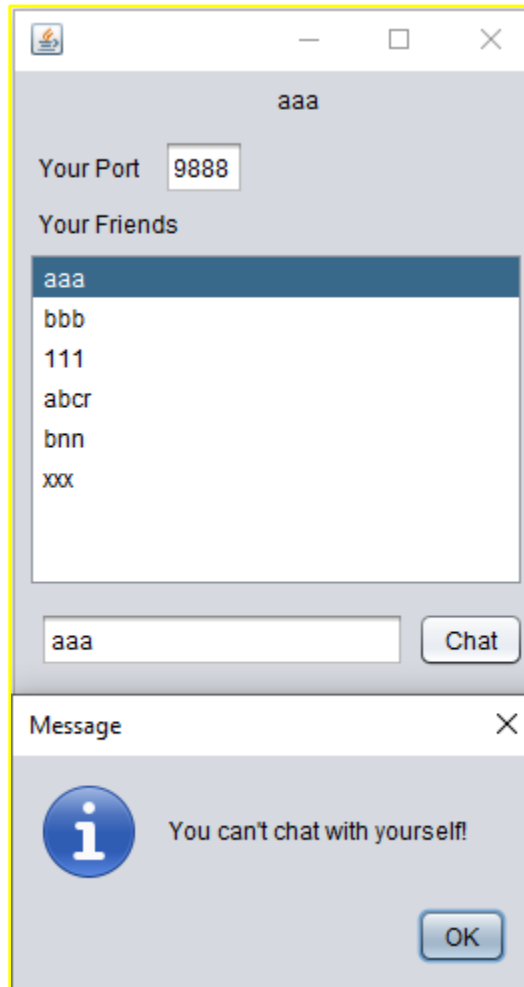 aaa
Your Port 9888
Your Friends
aaa
bbb
111
abcr
bnn
xxx
aaa Chat
Message
You can't chat with yourself!
OK